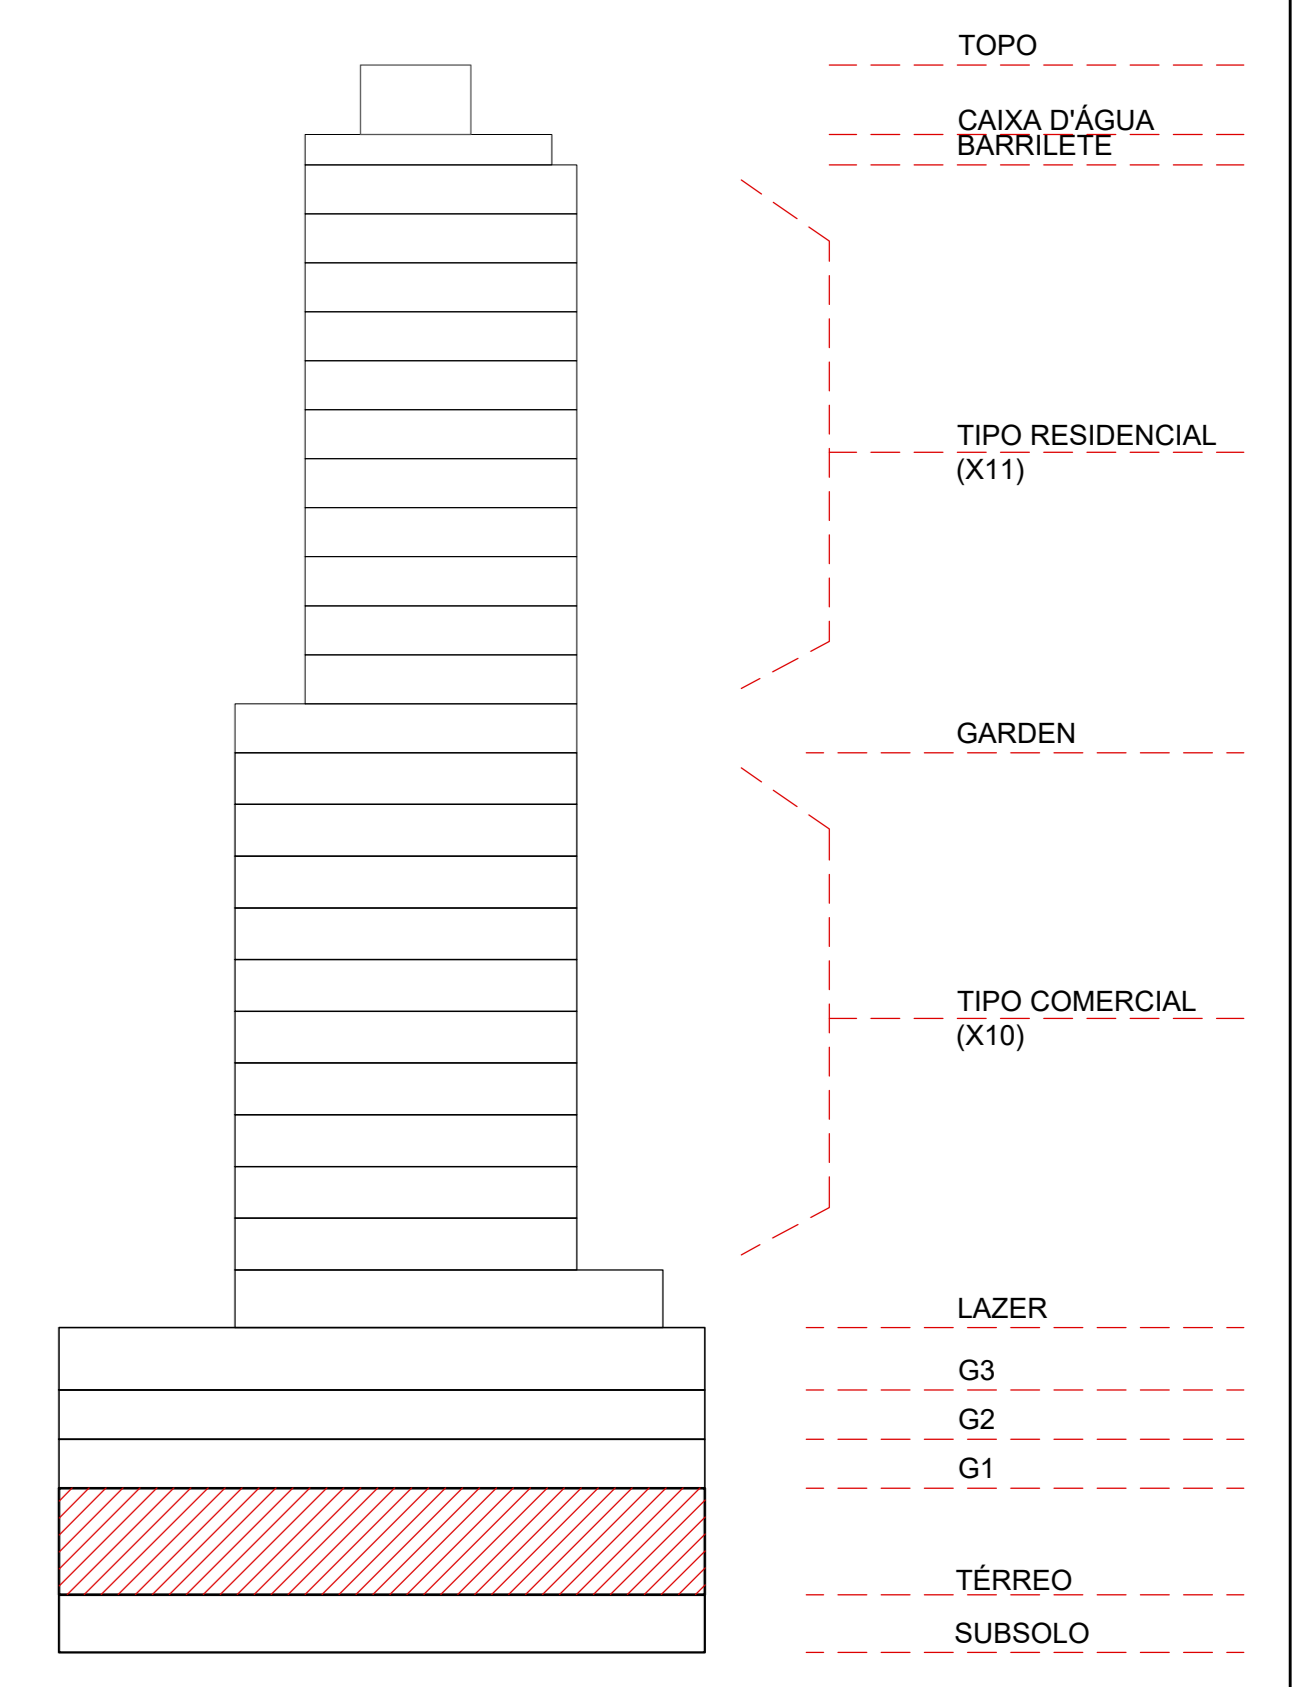 TOPO
CAIXA D'ÁGUA
BARRILETE
TIPO RESIDENCIAL
(X11)
GARDEN
TIPO COMERCIAL
(X10)
LAZER
G3
G2
G1
TÉRREO
SUBSOLO